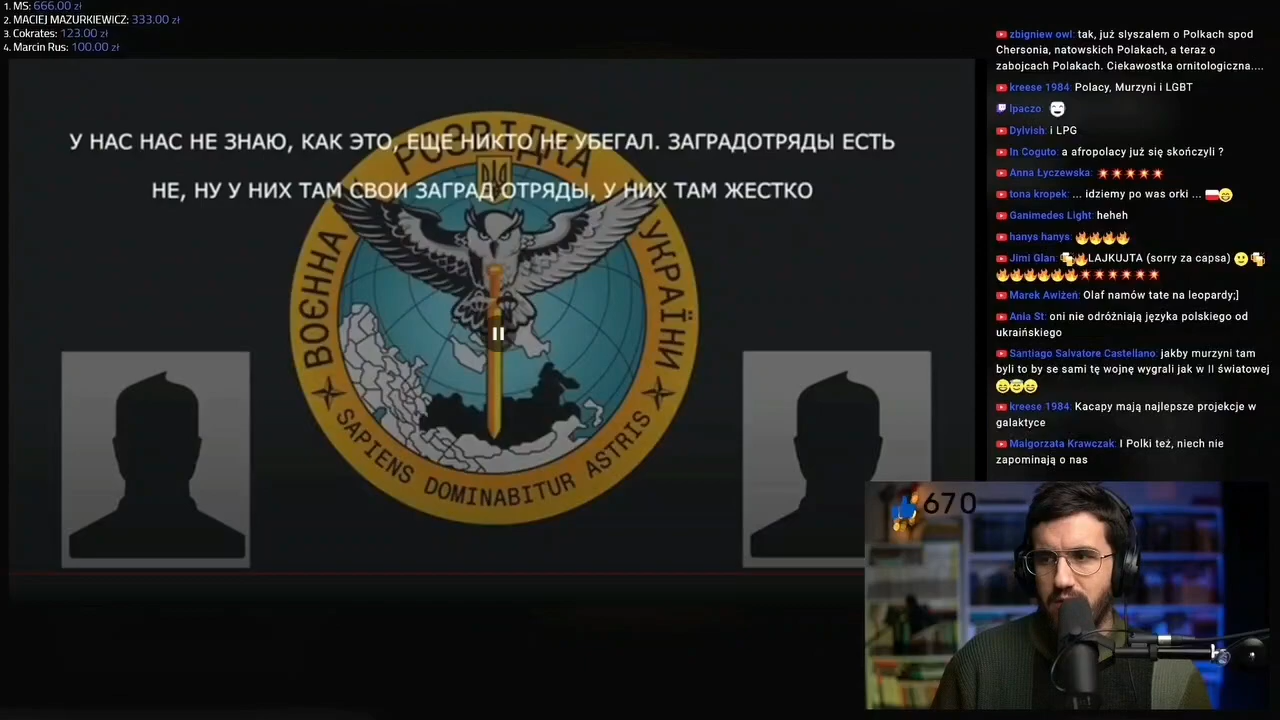 1. MS: 666.00 zł
2. MACIEJ MAZURKIEWICZ: 333.00 zł
3. Cokrates: 123.00 zł
4. Marcin Rus: 100.00 zł
У НАС НАС НЕ ЗНАЮ, КАК ЭТО, ЕЩЕ НИКТО НЕ УБЕГАЛ. ЗАГРАДОТРЯДЫ ЕСТЬ
НЕ, НУ У НИХ ТАМ СВОИ ЗАГРАД ОТРЯДЫ, У НИХ ТАМ ЖЕСТКО
ВОЄННА РОЗВІДКА УКРАЇНИ
SAPIENS DOMINABITUR ASTRIS
zbigniew owl: tak, już slyszalem o Polkach spod
Chersonia, natowskich Polakach, a teraz o
zabojcach Polakach. Ciekawostka ornitologiczna....
kreese 1984: Polacy, Murzyni i LGBT
lpaczo:
Dylvish: i LPG
In Coguto: a afropolacy już się skończyli ?
Anna Łyczewska:
tona kropek: ... idziemy po was orki ...
Ganimedes Light: heheh
hanys hanys:
Jimi Glan: LAJKUJTA (sorry za capsa)
Marek Awiżeń: Olaf namów tate na leopardy;]
Ania St: oni nie odróżniają języka polskiego od
ukraińskiego
Santiago Salvatore Castellano: jakby murzyni tam
byli to by se sami tę wojnę wygrali jak w II światowej
kreese 1984: Kacapy mają najlepsze projekcje w
galaktyce
Małgorzata Krawczak: I Polki też, niech nie
zapominają o nas
670